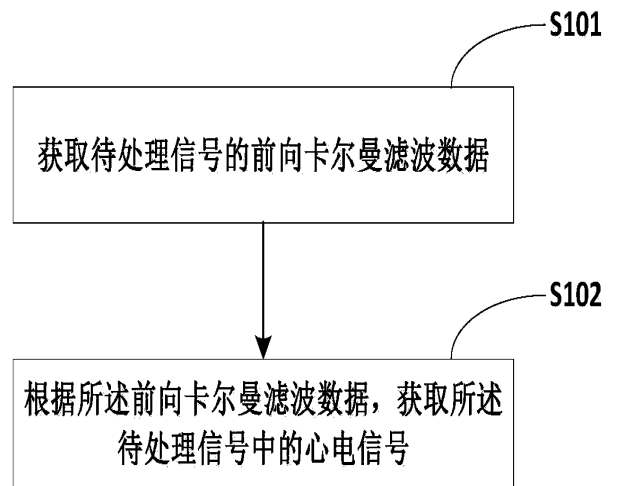 S101
获取待处理信号的前向卡尔曼滤波数据
S102
根据所述前向卡尔曼滤波数据，获取所述
待处理信号中的心电信号